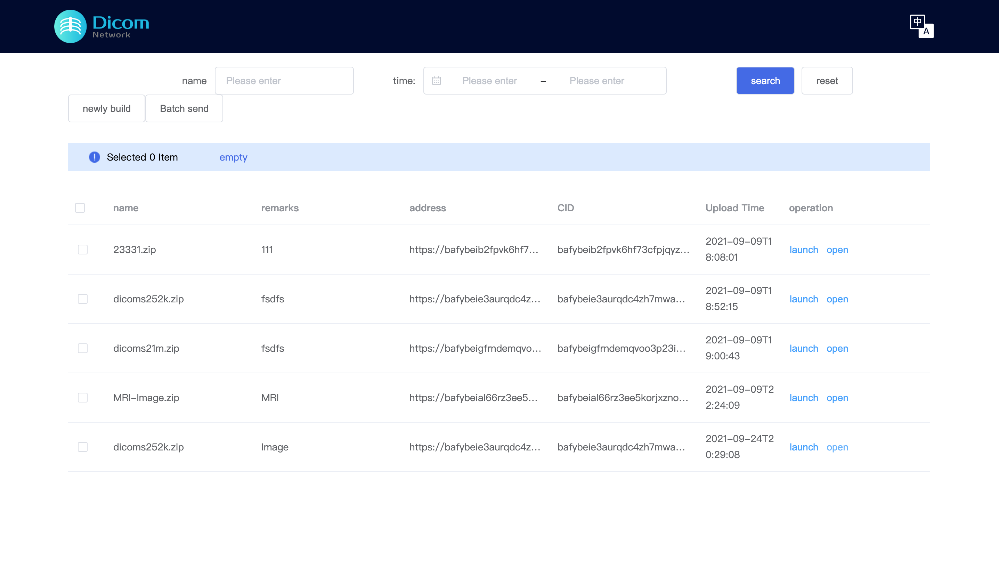 Dicom
Network
中
A
name Please enter time: Please enter – Please enter search reset
newly build Batch send
! Selected 0 Item empty
name remarks address CID Upload Time operation
23331.zip 111 https://bafybeib2fpvk6hf7... bafybeib2fpvk6hf73cfpjqyz... 2021-09-09T1
8:08:01 launch open
dicoms252k.zip fsdfs https://bafybeie3aurqdc4z... bafybeie3aurqdc4zh7mwa... 2021-09-09T1
8:52:15 launch open
dicoms21m.zip fsdfs https://bafybeigfrndemqvo... bafybeigfrndemqvoo3p23i... 2021-09-09T1
9:00:43 launch open
MRI-Image.zip MRI https://bafybeial66rz3ee5... bafybeial66rz3ee5korjxzno... 2021-09-09T2
2:24:09 launch open
dicoms252k.zip Image https://bafybeie3aurqdc4z... bafybeie3aurqdc4zh7mwa... 2021-09-24T2
0:29:08 launch open